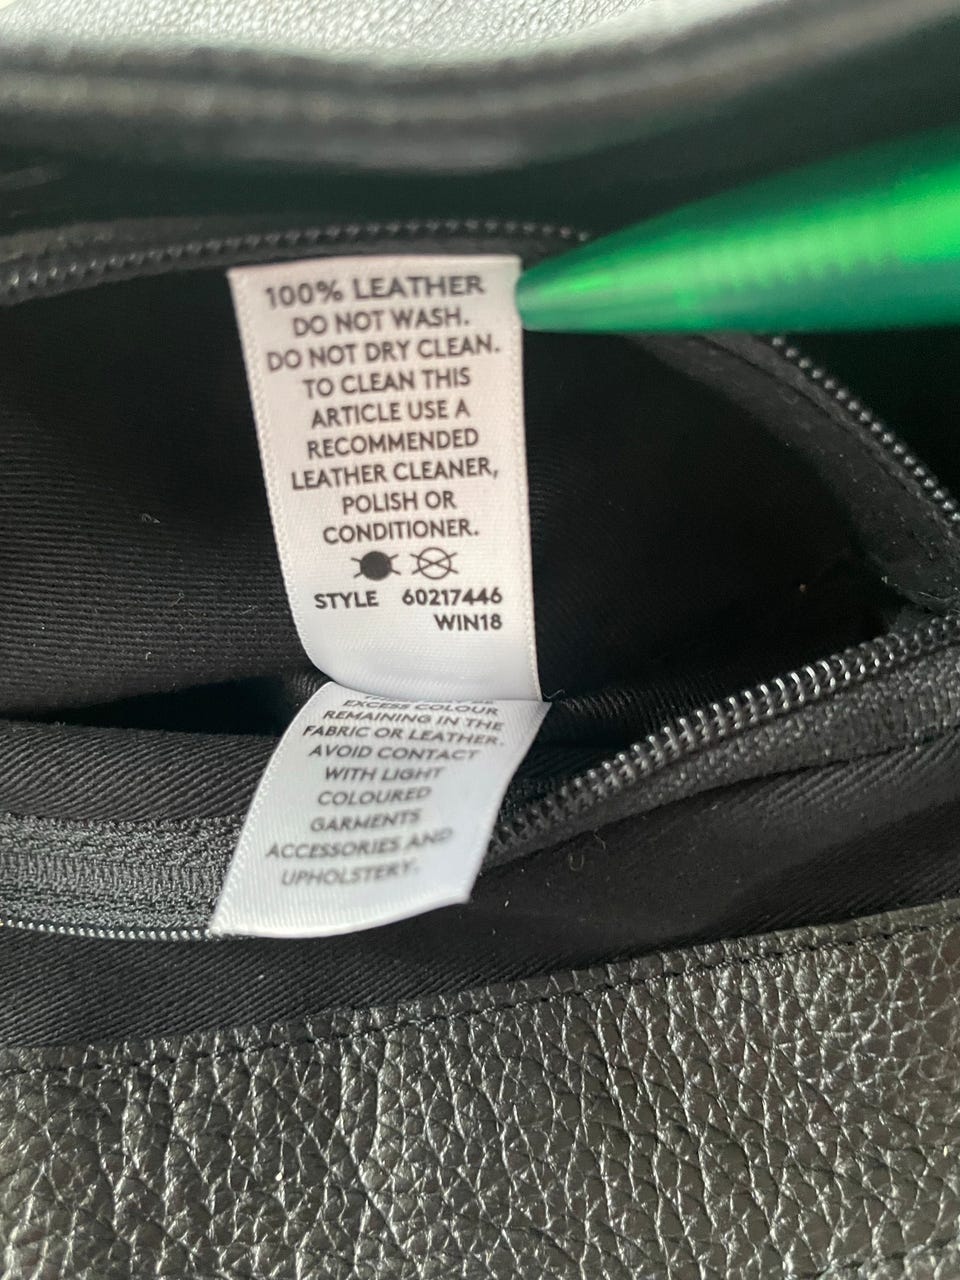 100% LEATHER
DO NOT WASH.
DO NOT DRY CLEAN.
TO CLEAN THIS
ARTICLE USE A
RECOMMENDED
LEATHER CLEANER,
POLISH OR
CONDITIONER.
STYLE 60217446
WIN18
EXCESS COLOUR
REMAINING IN THE
FABRIC OR LEATHER.
AVOID CONTACT
WITH LIGHT
COLOURED
GARMENTS
ACCESSORIES AND
UPHOLSTERY.